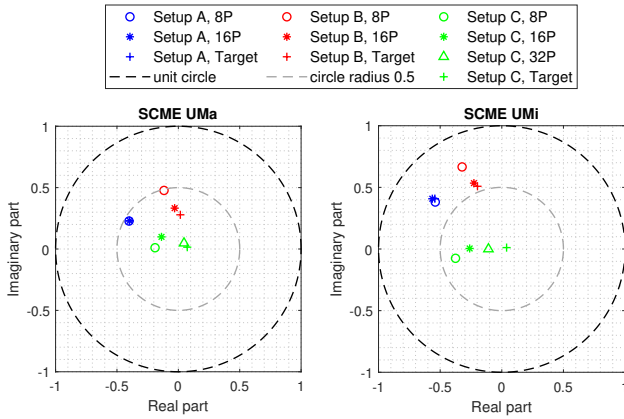 Setup A, 8P Setup B, 8P Setup C, 8P
Setup A, 16P Setup B, 16P Setup C, 16P
Setup A, Target Setup B, Target Setup C, 32P
unit circle circle radius 0.5 Setup C, Target
SCME UMa SCME UMi
1 1
0.5 0.5
0 0
-0.5 -0.5
-1 -1
Imaginary part Imaginary part
-1 -0.5 0 0.5 1 -1 -0.5 0 0.5 1
Real part Real part